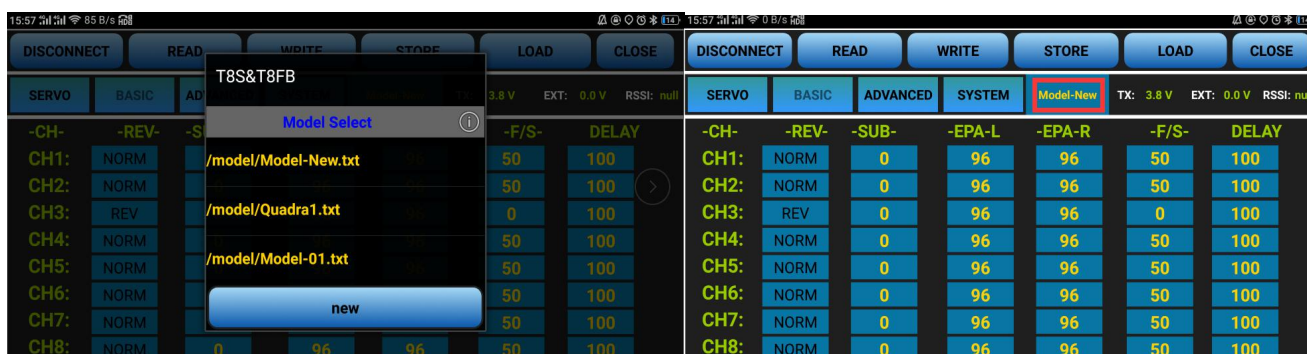 15:57 85 B/s 14
DISCONNECT READ WRITE STORE LOAD CLOSE
T8S&T8FB
SERVO BASIC 3.8 V EXT: 0.0 V RSSI: null
Model Select
-CH- -REV- -F/S- DELAY
/model/Model-New.txt
CH1: NORM 96 50 100
CH2: NORM 50 100
/model/Quadra1.txt
CH3: REV 0 100
CH4: NORM 50 100
/model/Model-01.txt
CH5: NORM 50 100
CH6: NORM 50 100
new
CH7: NORM 50 100
CH8: NORM 0 96 96 50 100
15:57 0 B/s
DISCONNECT READ WRITE STORE LOAD CLOSE
SERVO BASIC ADVANCED SYSTEM Model-New TX: 3.8 V EXT: 0.0 V RSSI:
-CH- -REV- -SUB- -EPA-L -EPA-R -F/S- DELAY
CH1: NORM 0 96 96 50 100
CH2: NORM 0 96 96 50 100
CH3: REV 0 96 96 0 100
CH4: NORM 0 96 96 50 100
CH5: NORM 0 96 96 50 100
CH6: NORM 0 96 96 50 100
CH7: NORM 0 96 96 50 100
CH8: NORM 0 96 96 50 100